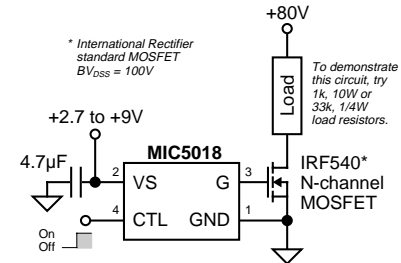 +80V
* International Rectifier
standard MOSFET
BVDSS = 100V
To demonstrate
this circuit, try
1k, 10W or
33k, 1/4W
load resistors.
Load
+2.7 to +9V
4.7µF
MIC5018
2
VS
G
3
4
CTL
GND
1
IRF540*
N-channel
MOSFET
On
Off